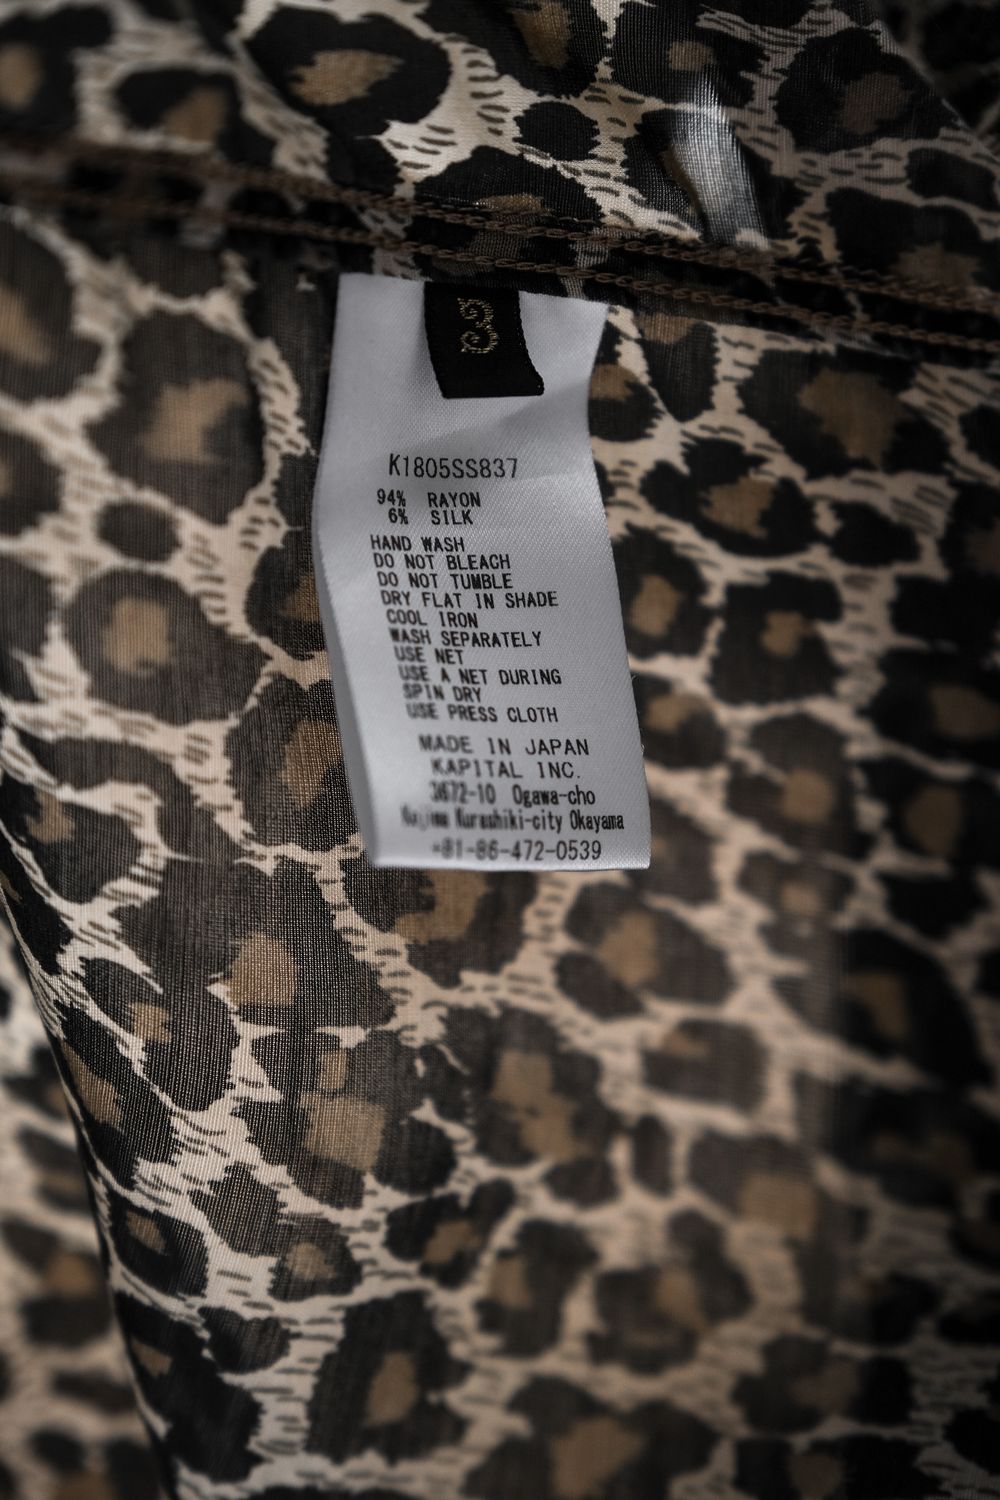 3
K1805SS837
94% RAYON
6% SILK
HAND WASH
DO NOT BLEACH
DO NOT TUMBLE
DRY FLAT IN SHADE
COOL IRON
WASH SEPARATELY
USE NET
USE A NET DURING
SPIN DRY
USE PRESS CLOTH
MADE IN JAPAN
KAPITAL INC.
3672-10 Ogawa-cho
Kojima Kurashiki-city Okayama
+81-86-472-0539